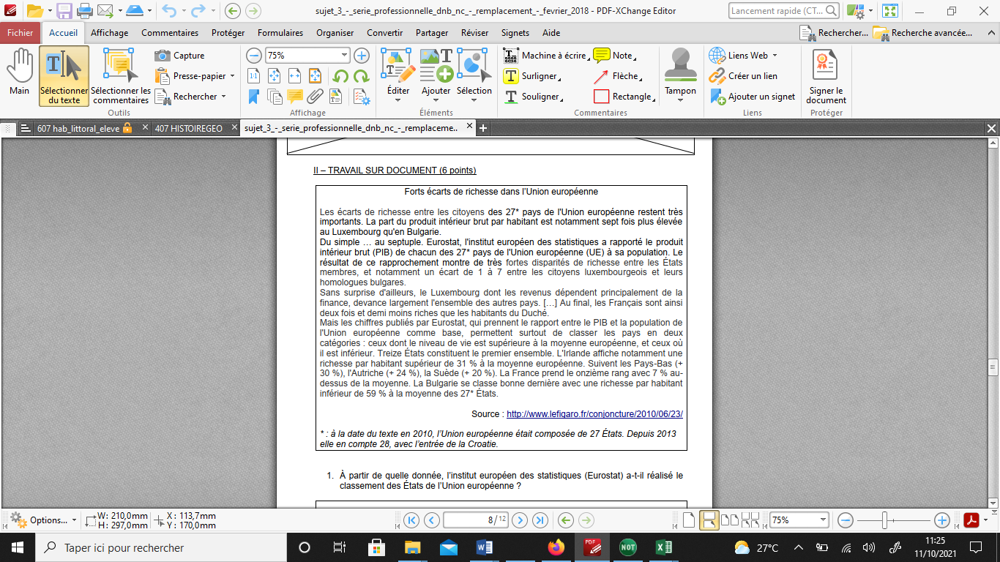 sujet_3_-_serie_professionnelle_dnb_nc_-_remplacement_-_fevrier_2018 - PDF-XChange Editor
Lancement rapide (CT...
Fichier Accueil Affichage Commentaires Protéger Formulaires Organiser Convertir Partager Réviser Signets Aide
Rechercher... Recherche avancée...
Main
Sélectionner du texte
Sélectionner les commentaires
Capture
Presse-papier
Rechercher
Outils
75%
1:1
Affichage
Éditer
Ajouter
Sélection
Éléments
Machine à écrire
Surligner
Souligner
Note
Flèche
Rectangle
Commentaires
Tampon
Liens Web
Créer un lien
Ajouter un signet
Liens
Signer le document
Protéger
607 hab_littoral_eleve
407 HISTOIREGEO
sujet_3_-_serie_professionnelle_dnb_nc_-_remplaceme..
II – TRAVAIL SUR DOCUMENT (6 points)
Forts écarts de richesse dans l'Union européenne
Les écarts de richesse entre les citoyens des 27* pays de l'Union européenne restent très
importants. La part du produit intérieur brut par habitant est notamment sept fois plus élevée
au Luxembourg qu'en Bulgarie.
Du simple … au septuple. Eurostat, l'institut européen des statistiques a rapporté le produit
intérieur brut (PIB) de chacun des 27* pays de l'Union européenne (UE) à sa population. Le
résultat de ce rapprochement montre de très fortes disparités de richesse entre les États
membres, et notamment un écart de 1 à 7 entre les citoyens luxembourgeois et leurs
homologues bulgares.
Sans surprise d'ailleurs, le Luxembourg dont les revenus dépendent principalement de la
finance, devance largement l'ensemble des autres pays. […] Au final, les Français sont ainsi
deux fois et demi moins riches que les habitants du Duché.
Mais les chiffres publiés par Eurostat, qui prennent le rapport entre le PIB et la population de
l'Union européenne comme base, permettent surtout de classer les pays en deux
catégories : ceux dont le niveau de vie est supérieure à la moyenne européenne, et ceux où
il est inférieur. Treize États constituent le premier ensemble. L'Irlande affiche notamment une
richesse par habitant supérieur de 31 % à la moyenne européenne. Suivent les Pays-Bas (+
30 %), l'Autriche (+ 24 %), la Suède (+ 20 %). La France prend le onzième rang avec 7 % au-
dessus de la moyenne. La Bulgarie se classe bonne dernière avec une richesse par habitant
inférieur de 59 % à la moyenne des 27* États.
Source : http://www.lefigaro.fr/conjoncture/2010/06/23/
* : à la date du texte en 2010, l'Union européenne était composée de 27 États. Depuis 2013
elle en compte 28, avec l'entrée de la Croatie.
1. À partir de quelle donnée, l'institut européen des statistiques (Eurostat) a-t-il réalisé le
classement des États de l'Union européenne ?
Options...
W: 210,0mm
H: 297,0mm
X : 113,7mm
Y : 170,0mm
8 / 12
75%
Taper ici pour rechercher
PDF
NOT
27°C
11:25
11/10/2021